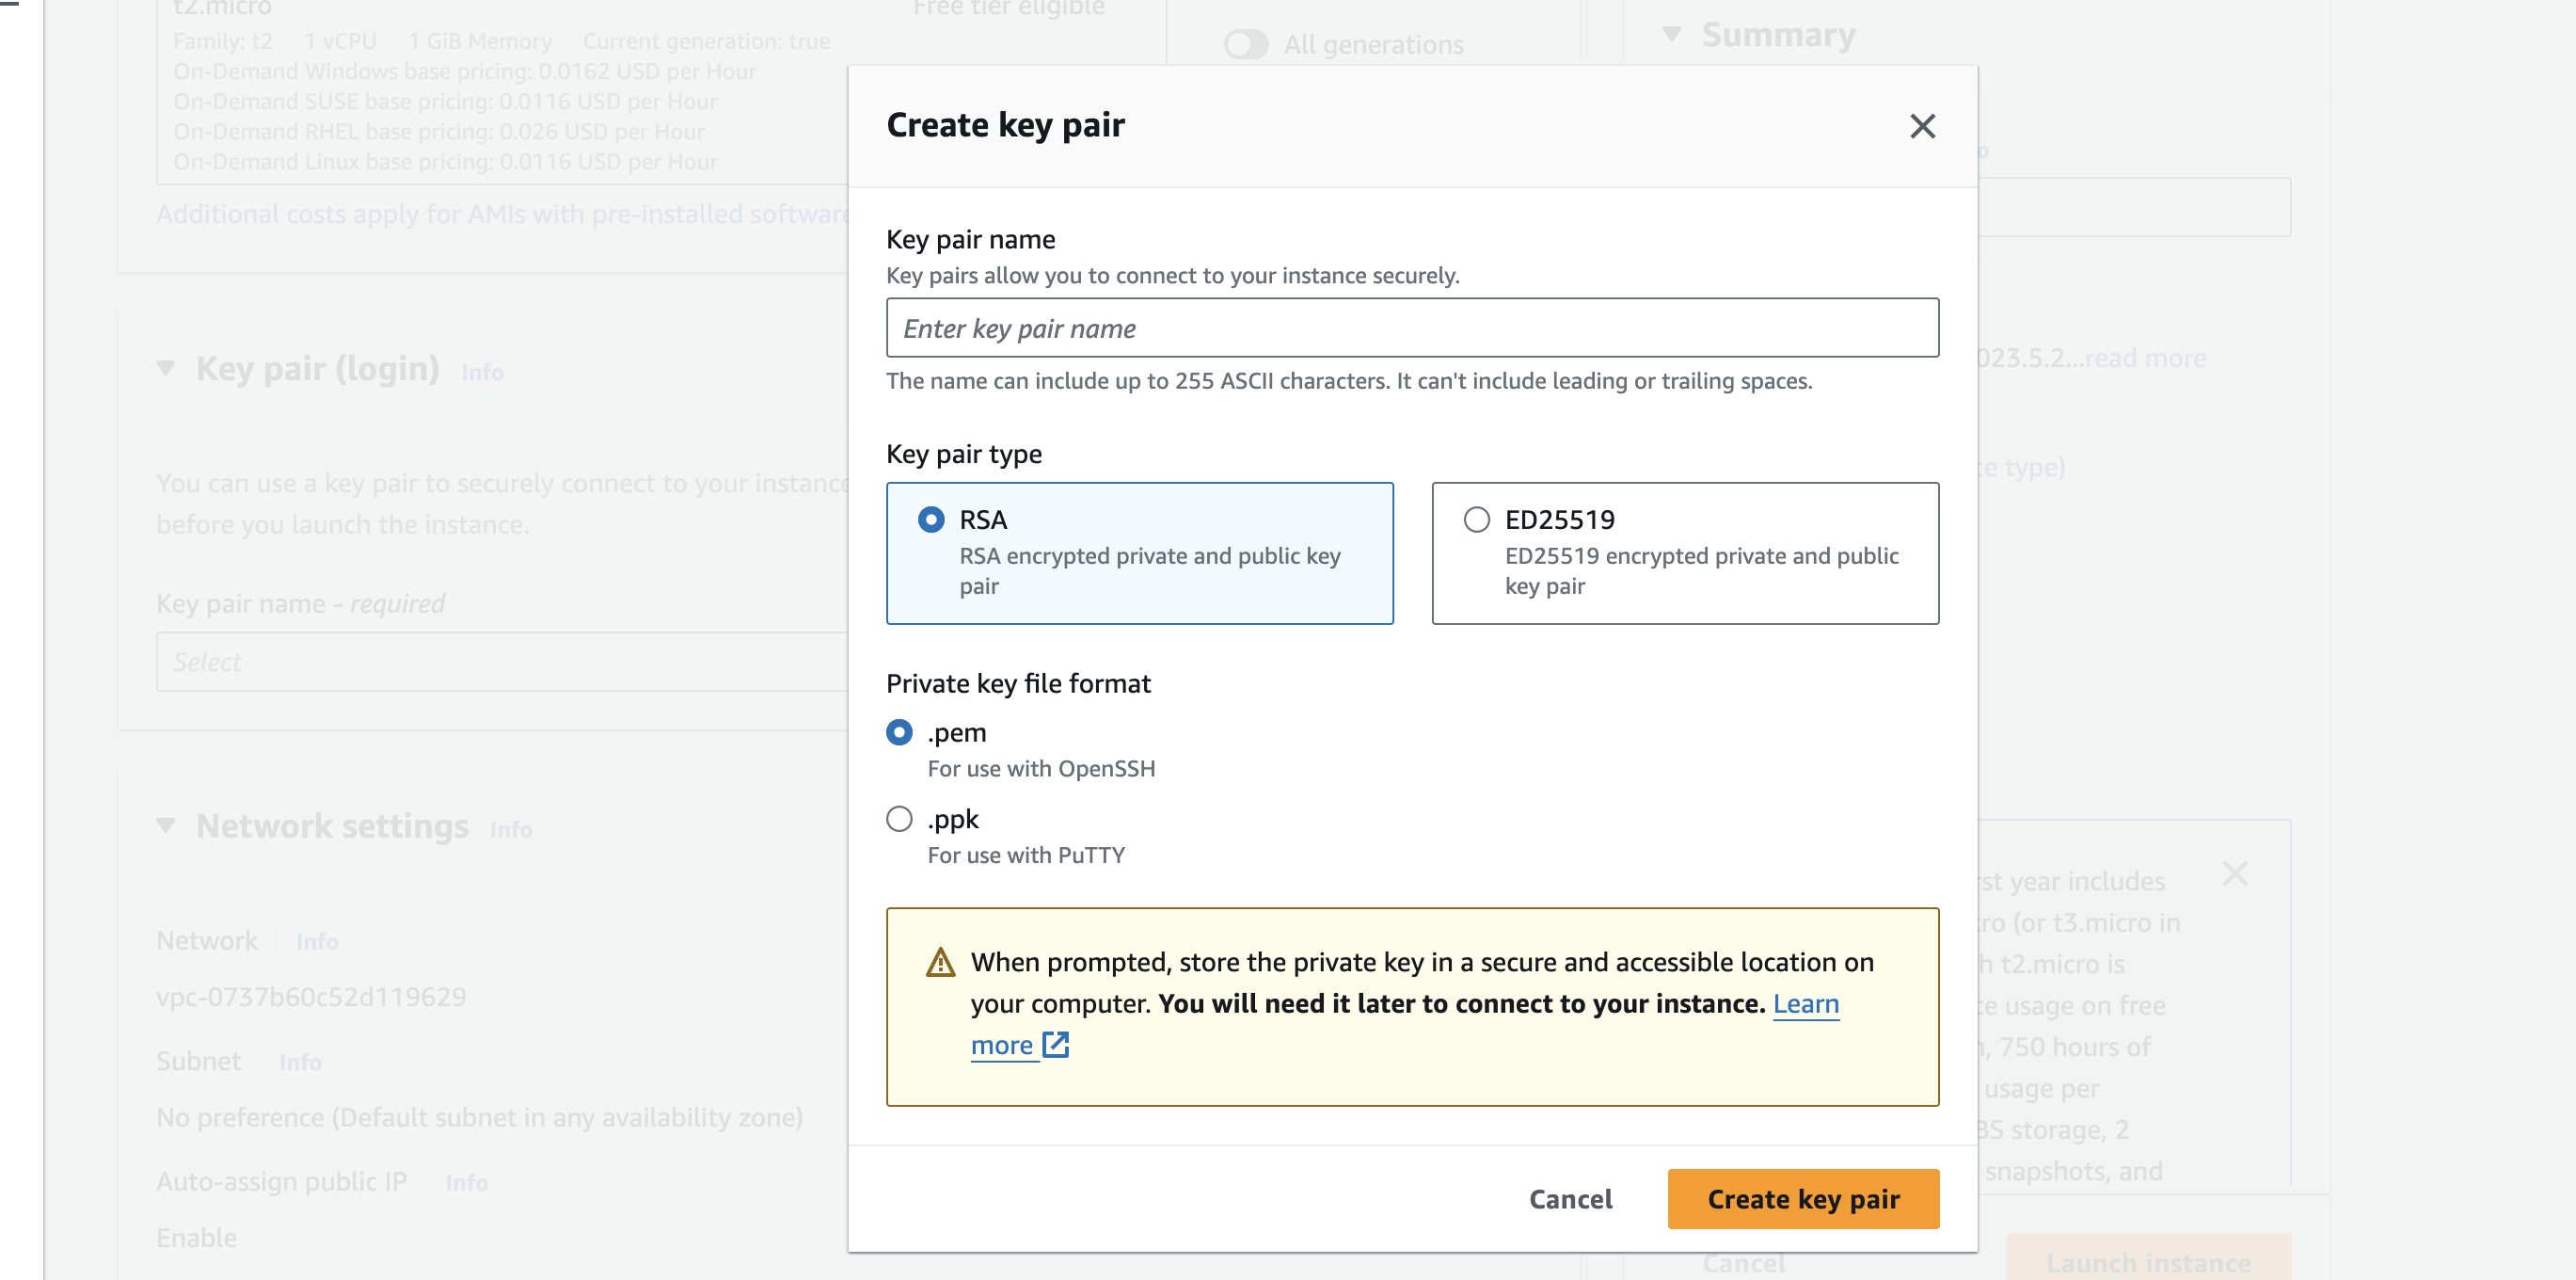 t2.micro
Free tier eligible
Family: t2 1 vCPU 1 GiB Memory Current generation: true
On-Demand Windows base pricing: 0.0162 USD per Hour
On-Demand SUSE base pricing: 0.0116 USD per Hour
On-Demand RHEL base pricing: 0.026 USD per Hour
On-Demand Linux base pricing: 0.0116 USD per Hour
Additional costs apply for AMIs with pre-installed software
All generations
Key pair (login) Info
You can use a key pair to securely connect to your instance
before you launch the instance.
Key pair name - required
Select
Network settings Info
Network Info
vpc-0737b60c52d119629
Subnet Info
No preference (Default subnet in any availability zone)
Auto-assign public IP Info
Enable
Create key pair
Key pair name
Key pairs allow you to connect to your instance securely.
Enter key pair name
The name can include up to 255 ASCII characters. It can't include leading or trailing spaces.
Key pair type
RSA
RSA encrypted private and public key
pair
ED25519
ED25519 encrypted private and public
key pair
Private key file format
.pem
For use with OpenSSH
.ppk
For use with PuTTY
When prompted, store the private key in a secure and accessible location on
your computer. You will need it later to connect to your instance. Learn
more
Cancel
Create key pair
Summary
023.5.2...read more
type)
year includes
(or t3.micro in
t2.micro is
usage on free
750 hours of
usage per
storage, 2
snapshots, and
Cancel
Launch instance